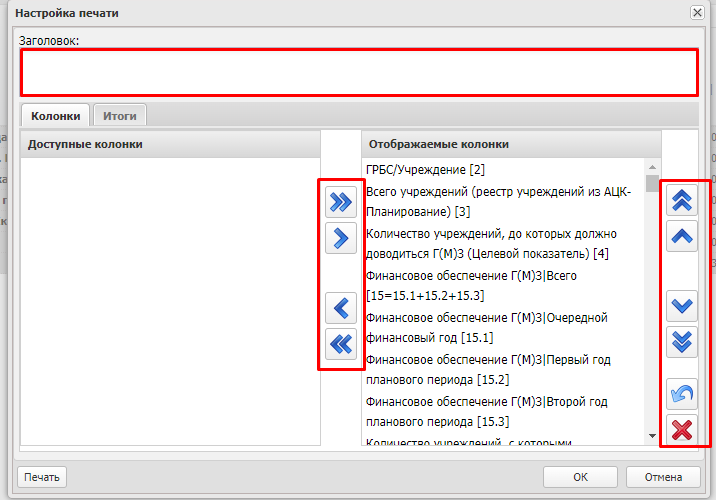 Настройка печати
Заголовок:
Колонки
Итоги
Доступные колонки
Отображаемые колонки
ГРБС/Учреждение [2]
Всего учреждений (реестр учреждений из АЦК-
Планирование) [3]
Количество учреждений, до которых должно
доводиться Г(М)З (Целевой показатель) [4]
Финансовое обеспечение Г(М)З|Всего
[15=15.1+15.2+15.3]
Финансовое обеспечение Г(М)З|Очередной
финансовый год [15.1]
Финансовое обеспечение Г(М)З|Первый год
планового периода [15.2]
Финансовое обеспечение Г(М)З|Второй год
планового периода [15.3]
Количество учреждений, с которыми
Печать
ОК
Отмена